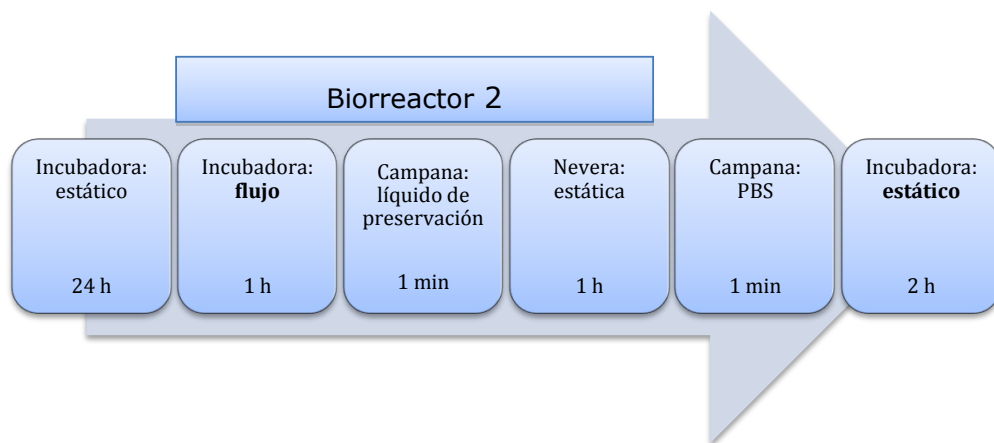 Biorreactor 2
Incubadora:
estático
24 h
Incubadora:
flujo
1 h
Campana:
líquido de
preservación
1 min
Nevera:
estática
1 h
Campana:
PBS
1 min
Incubadora:
estático
2 h